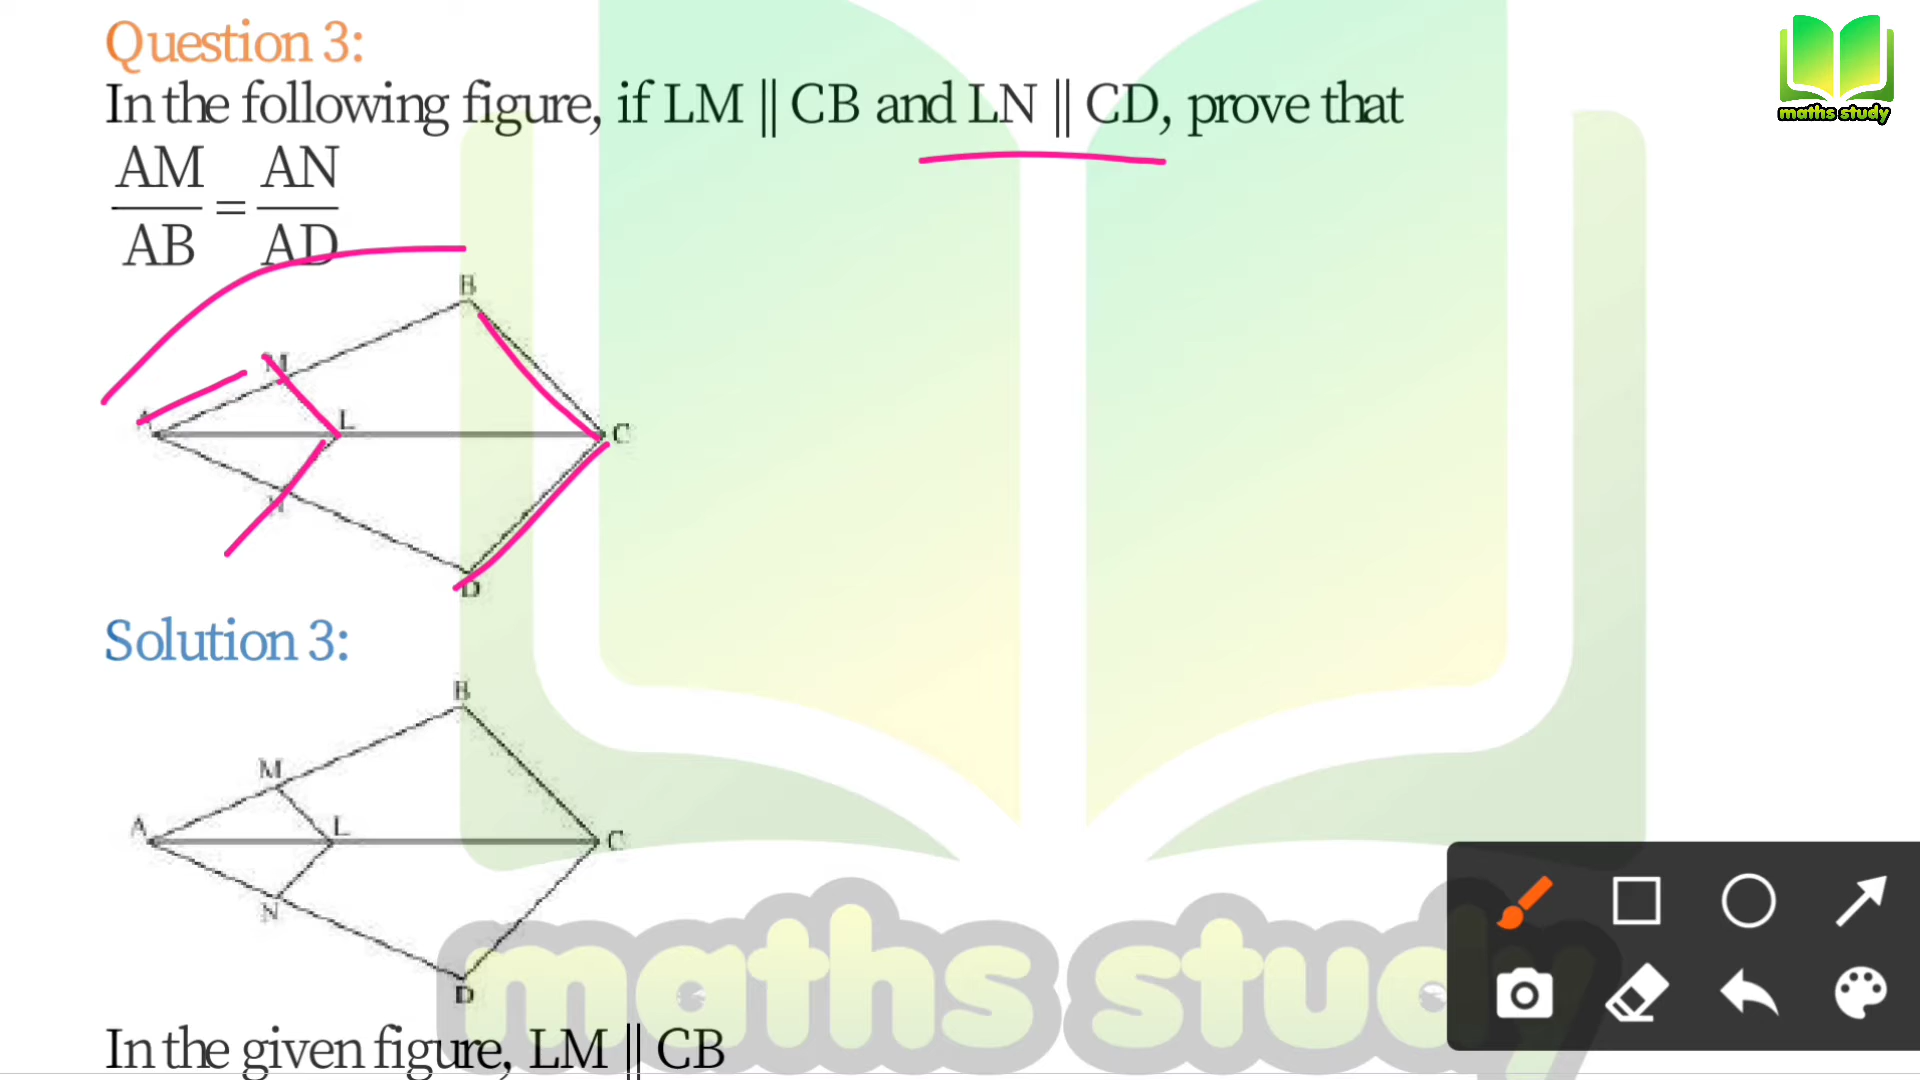 Question 3:
maths study
In the following figure, if LM || CB and LN || CD, prove that
AM/AB = AN/AD
B
M
A
L
C
N
D
Solution 3:
B
M
A
L
C
N
D
maths study
In the given figure, LM || CB